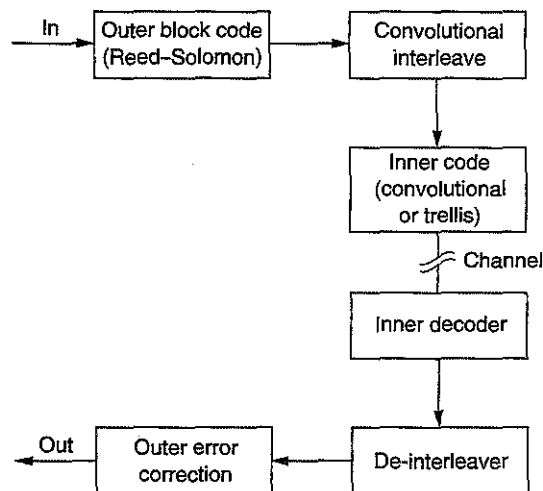 In
Outer block code
(Reed–Solomon)
Convolutional
interleave
Inner code
(convolutional
or trellis)
Channel
Inner decoder
Out
Outer error
correction
De-interleaver